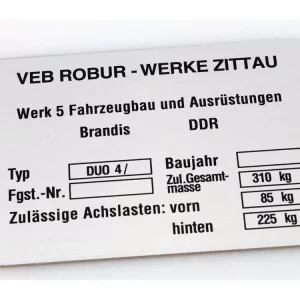 VEB ROBUR - WERKE ZITTAU
Werk 5 Fahrzeugbau und Ausrüstungen
Brandis DDR
Typ DUO 4/ Baujahr
Fgst.-Nr. Zul.Gesamt-masse 310 kg
Zulässige Achslasten: vorn 85 kg
hinten 225 kg